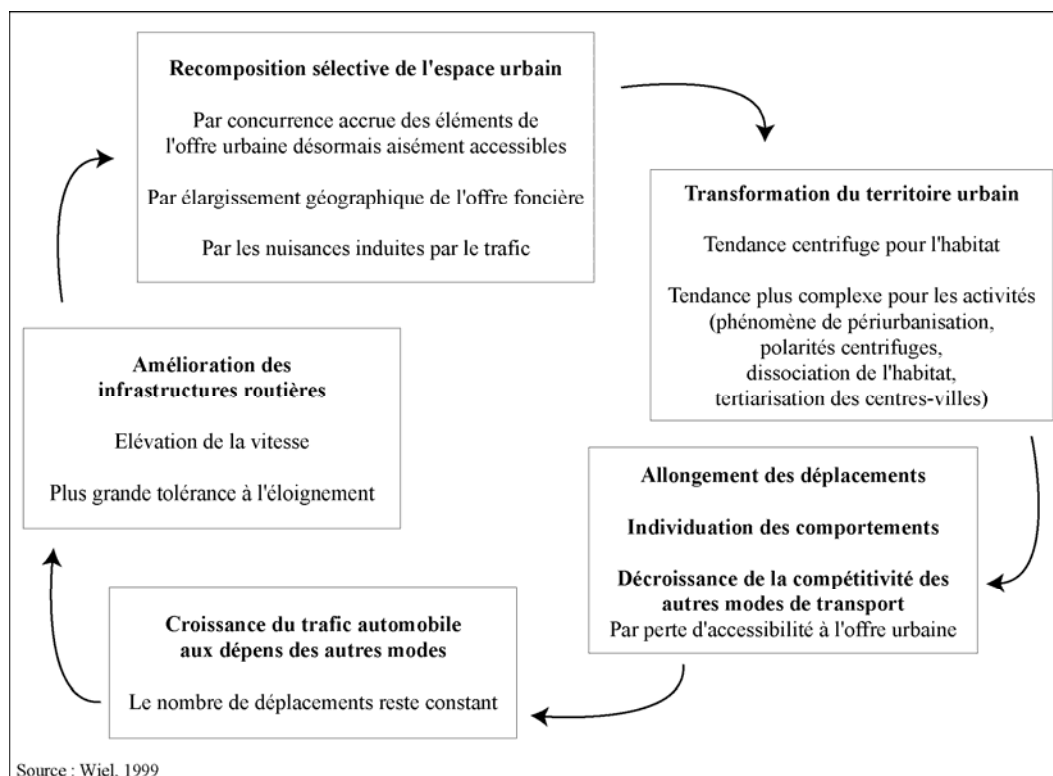 Recomposition sélective de l'espace urbain
Par concurrence accrue des éléments de
l'offre urbaine désormais aisément accessibles
Par élargissement géographique de l'offre foncière
Par les nuisances induites par le trafic
Transformation du territoire urbain
Tendance centrifuge pour l'habitat
Tendance plus complexe pour les activités
(phénomène de périurbanisation,
polarités centrifuges,
dissociation de l'habitat,
tertiarisation des centres-villes)
Allongement des déplacements
Individuation des comportements
Décroissance de la compétitivité des
autres modes de transport
Par perte d'accessibilité à l'offre urbaine
Croissance du trafic automobile
aux dépens des autres modes
Le nombre de déplacements reste constant
Amélioration des
infrastructures routières
Elévation de la vitesse
Plus grande tolérance à l'éloignement
Source : Wiel, 1999